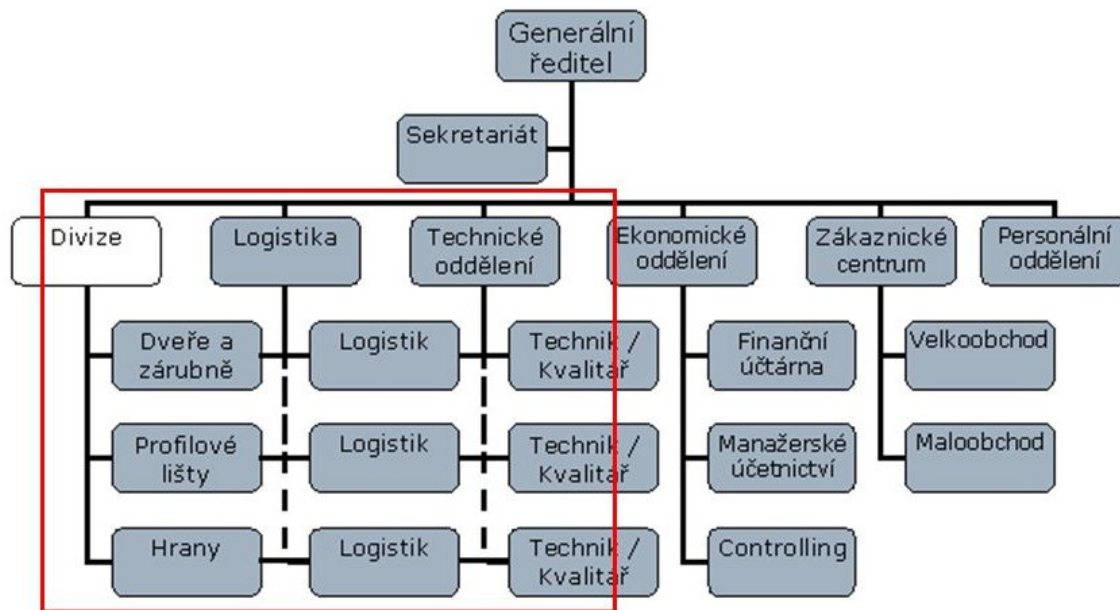 Generální
ředitel
Sekretariát
Divize
Logistika
Technické
oddělení
Ekonomické
oddělení
Zákaznické
centrum
Personální
oddělení
Dveře a
zárubně
Logistik
Technik /
Kvalitář
Finanční
účtárna
Velkoobchod
Profilové
lišty
Logistik
Technik /
Kvalitář
Manažerské
účetnictví
Maloobchod
Hrany
Logistik
Technik /
Kvalitář
Controlling